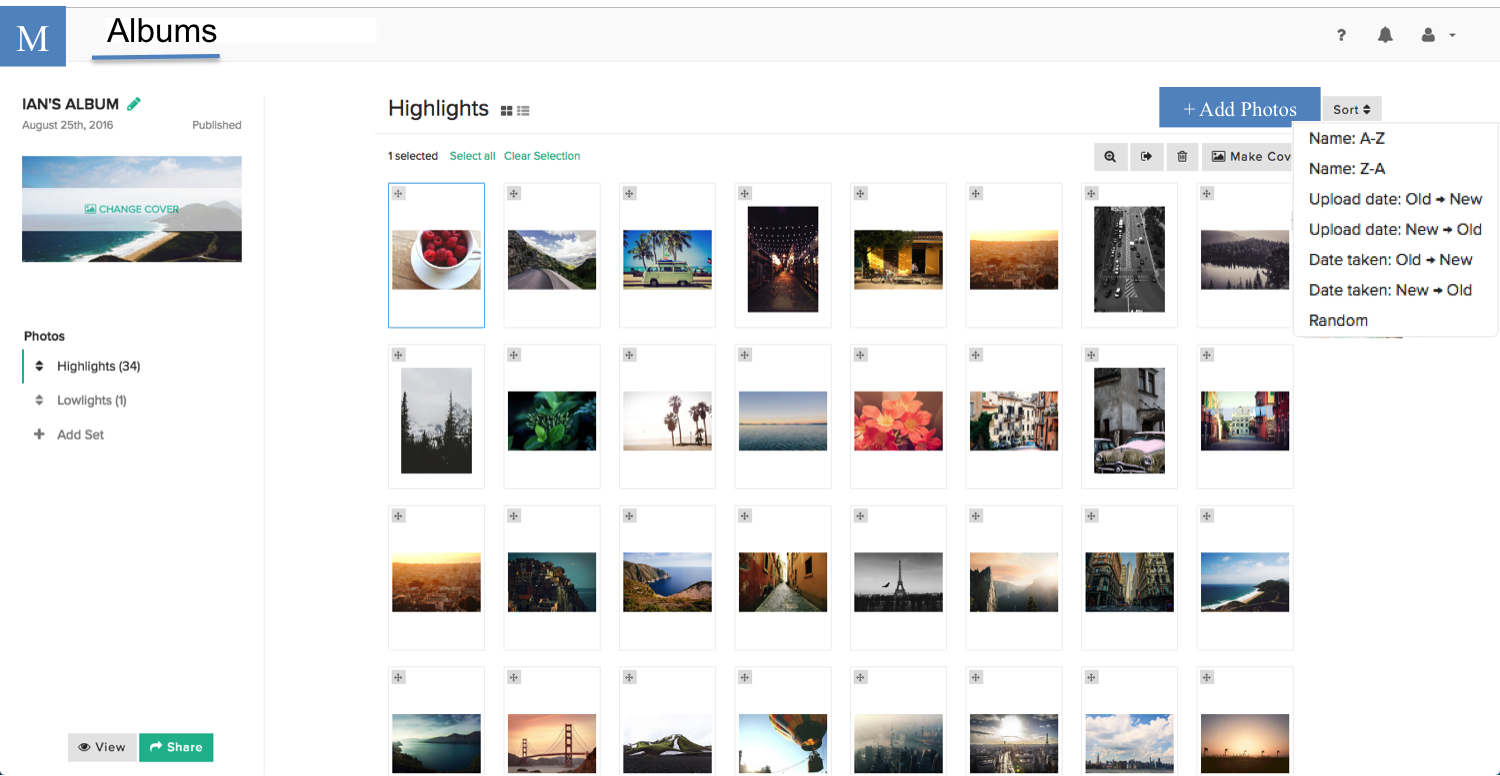 M
Albums
?
IAN'S ALBUM
August 25th, 2016 Published
CHANGE COVER
Photos
Highlights (34)
Lowlights (1)
Add Set
View
Share
Highlights
+ Add Photos
Sort
1 selected Select all Clear Selection
Make Cov
Name: A-Z
Name: Z-A
Upload date: Old → New
Upload date: New → Old
Date taken: Old → New
Date taken: New → Old
Random